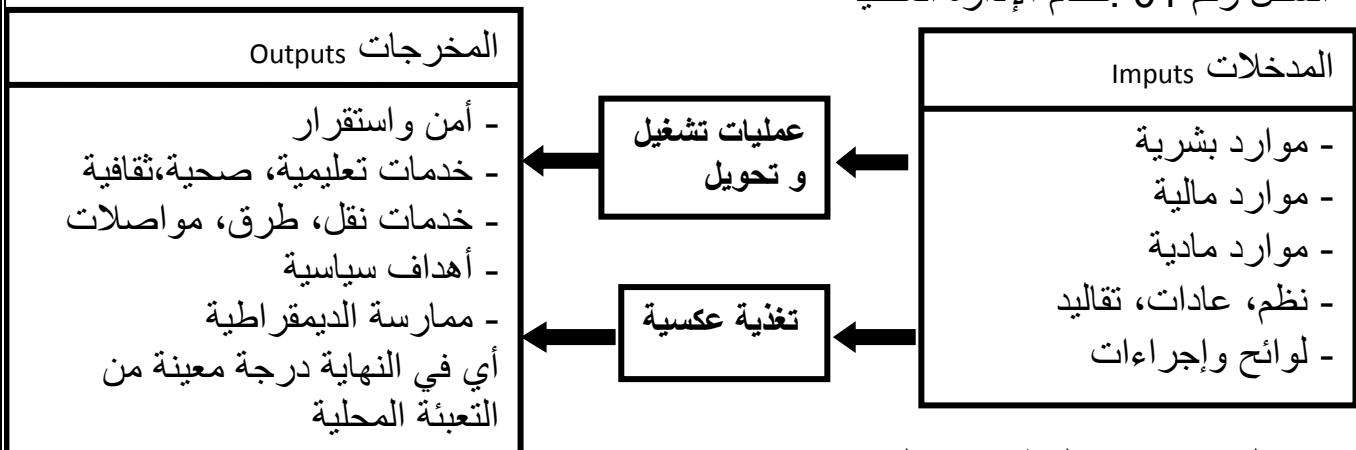 المدخلات Imputs
- موارد بشرية
- موارد مالية
- موارد مادية
- نظم، عادات، تقاليد
- لوائح وإجراءات
عمليات تشغيل
و تحويل
تغذية عكسية
المخرجات Outputs
- أمن واستقرار
- خدمات تعليمية، صحية،ثقافية
- خدمات نقل، طرق، مواصلات
- أهداف سياسية
- ممارسة الديمقراطية
أي في النهاية درجة معينة من
التعبئة المحلية